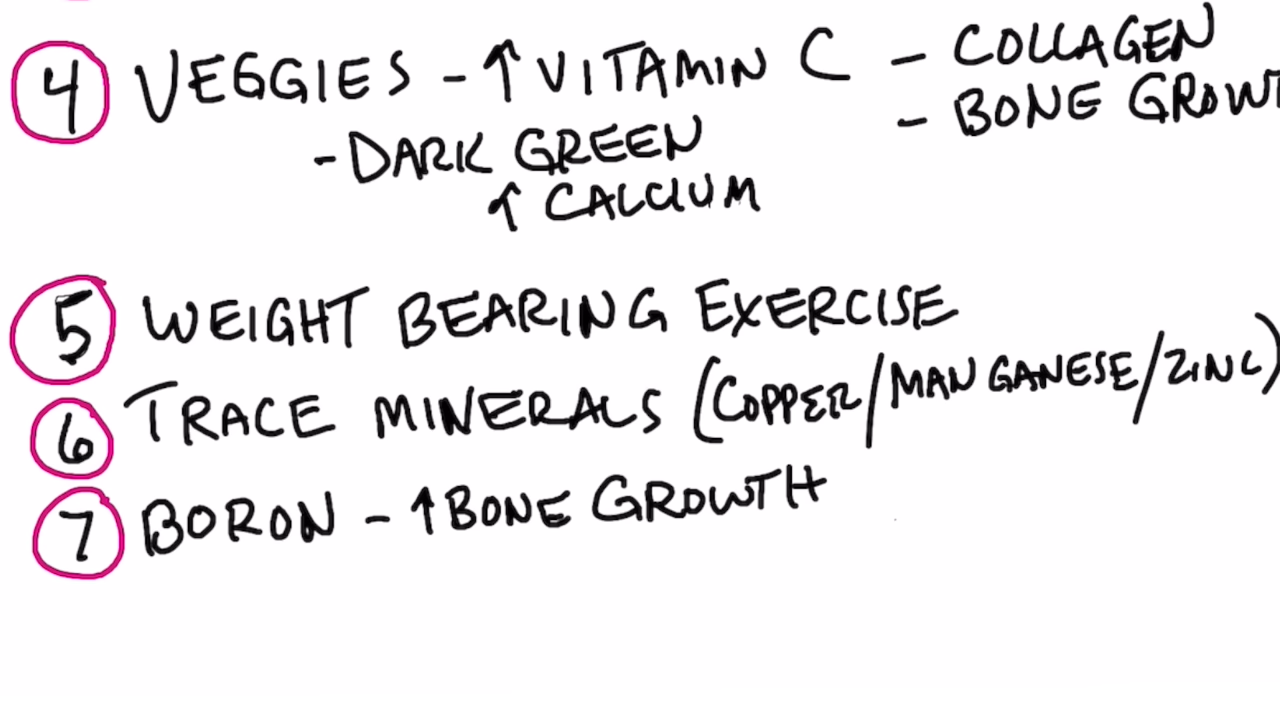 4 VEGGIES - ↑ VITAMIN C - COLLAGEN
- BONE GROWT
- DARK GREEN
↑ CALCIUM
5 WEIGHT BEARING EXERCISE
6 TRACE MINERALS (COPPER/MANGANESE/ZINC)
7 BORON - ↑ BONE GROWTH